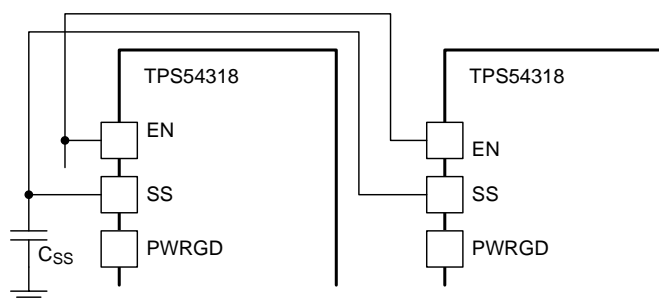 TPS54318
EN
SS
PWRGD
CSS
TPS54318
EN
SS
PWRGD